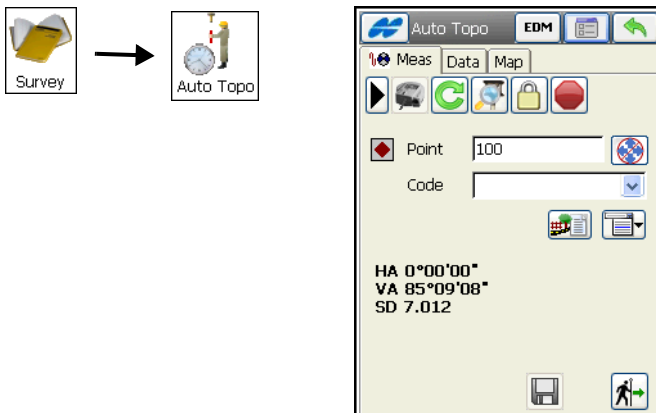 Survey
Auto Topo
Auto Topo EDM
Meas Data Map
Point 100
Code
HA 0°00'00"
VA 85°09'08"
SD 7.012